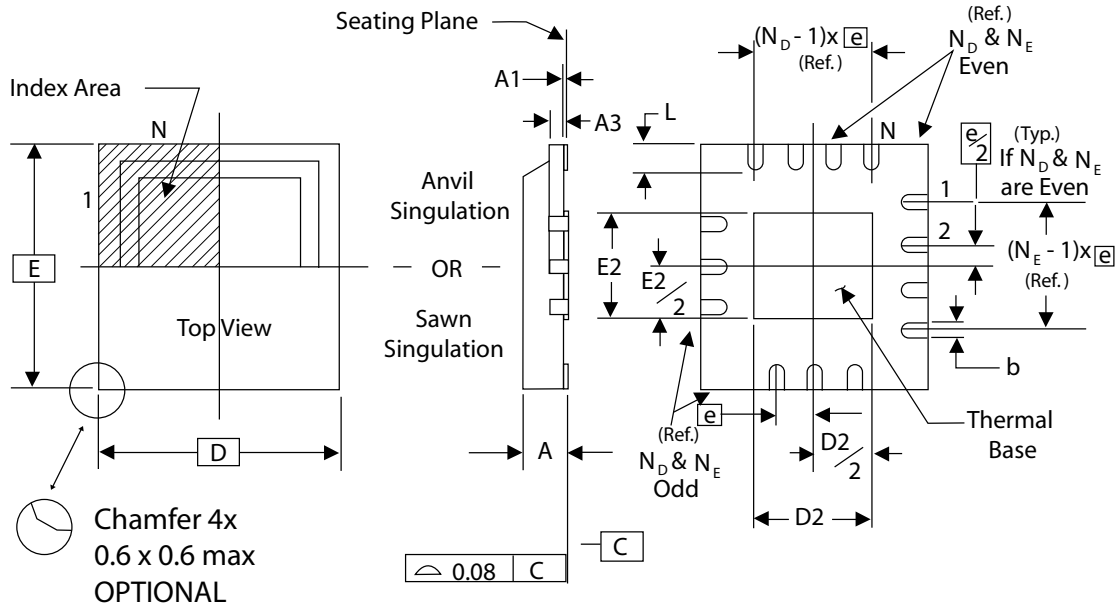 Seating Plane
Index Area
N
1
E
Top View
D
Chamfer 4x
0.6 x 0.6 max
OPTIONAL
A1
A3
Anvil
Singulation
OR
Sawn
Singulation
A
0.08 C
C
L
(N_D - 1)x e
(Ref.)
(Ref.)
N_D & N_E
Even
N
e/2
(Typ.)
If N_D & N_E
are Even
1
2
(N_E - 1)x e
(Ref.)
b
E2
E2/2
e
(Ref.)
N_D & N_E
Odd
D2/2
D2
Thermal
Base